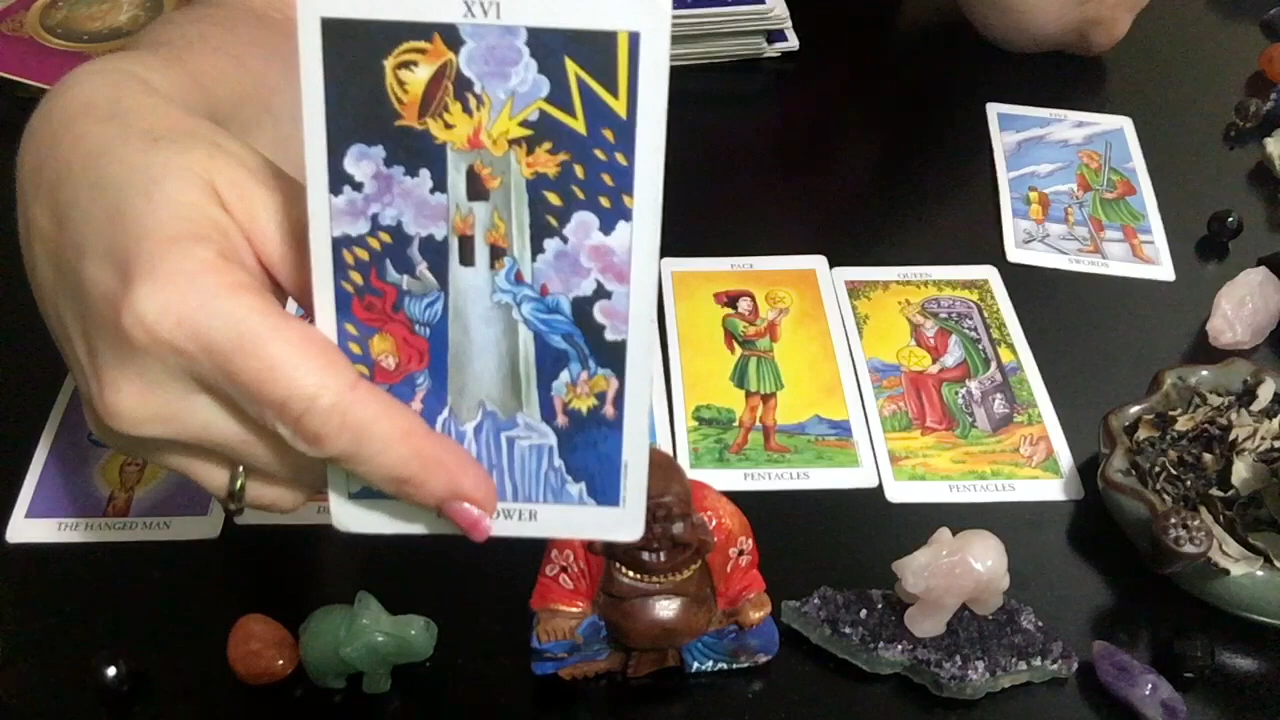 XVI
OWER
FIVE
SWORDS
PAGE
PENTACLES
QUEEN
PENTACLES
THE HANGED MAN